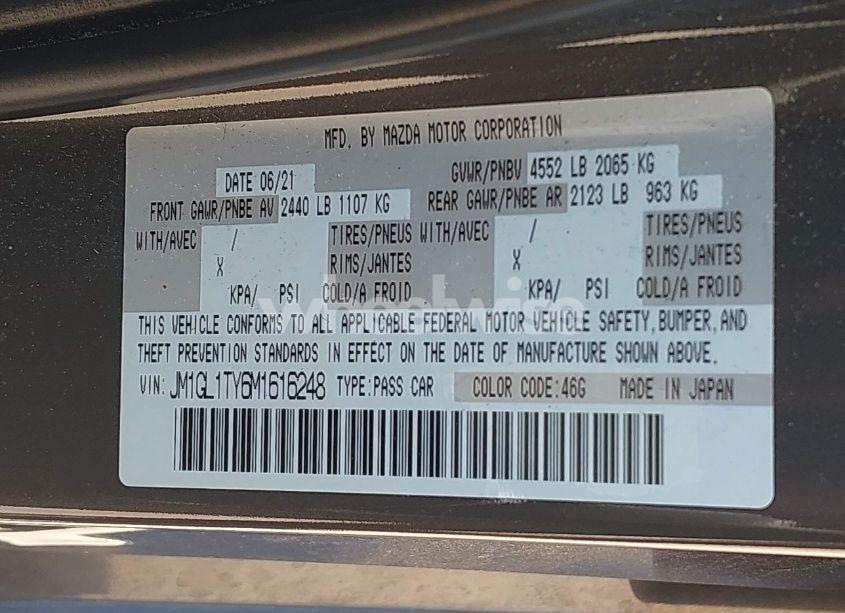 MFD. BY MAZDA MOTOR CORPORATION
DATE 06/21 GVWR/PNBV 4552 LB 2065 KG
FRONT GAWR/PNBE AV 2440 LB 1107 KG REAR GAWR/PNBE AR 2123 LB 963 KG
WITH/AVEC / TIRES/PNEUS WITH/AVEC / TIRES/PNEUS
X RIMS/JANTES X RIMS/JANTES
KPA/ PSI COLD/A FROID KPA/ PSI COLD/A FROID
THIS VEHICLE CONFORMS TO ALL APPLICABLE FEDERAL MOTOR VEHICLE SAFETY, BUMPER, AND
THEFT PREVENTION STANDARDS IN EFFECT ON THE DATE OF MANUFACTURE SHOWN ABOVE.
VIN: JM1GL1TY6M1616248 TYPE:PASS CAR COLOR CODE:46G MADE IN JAPAN